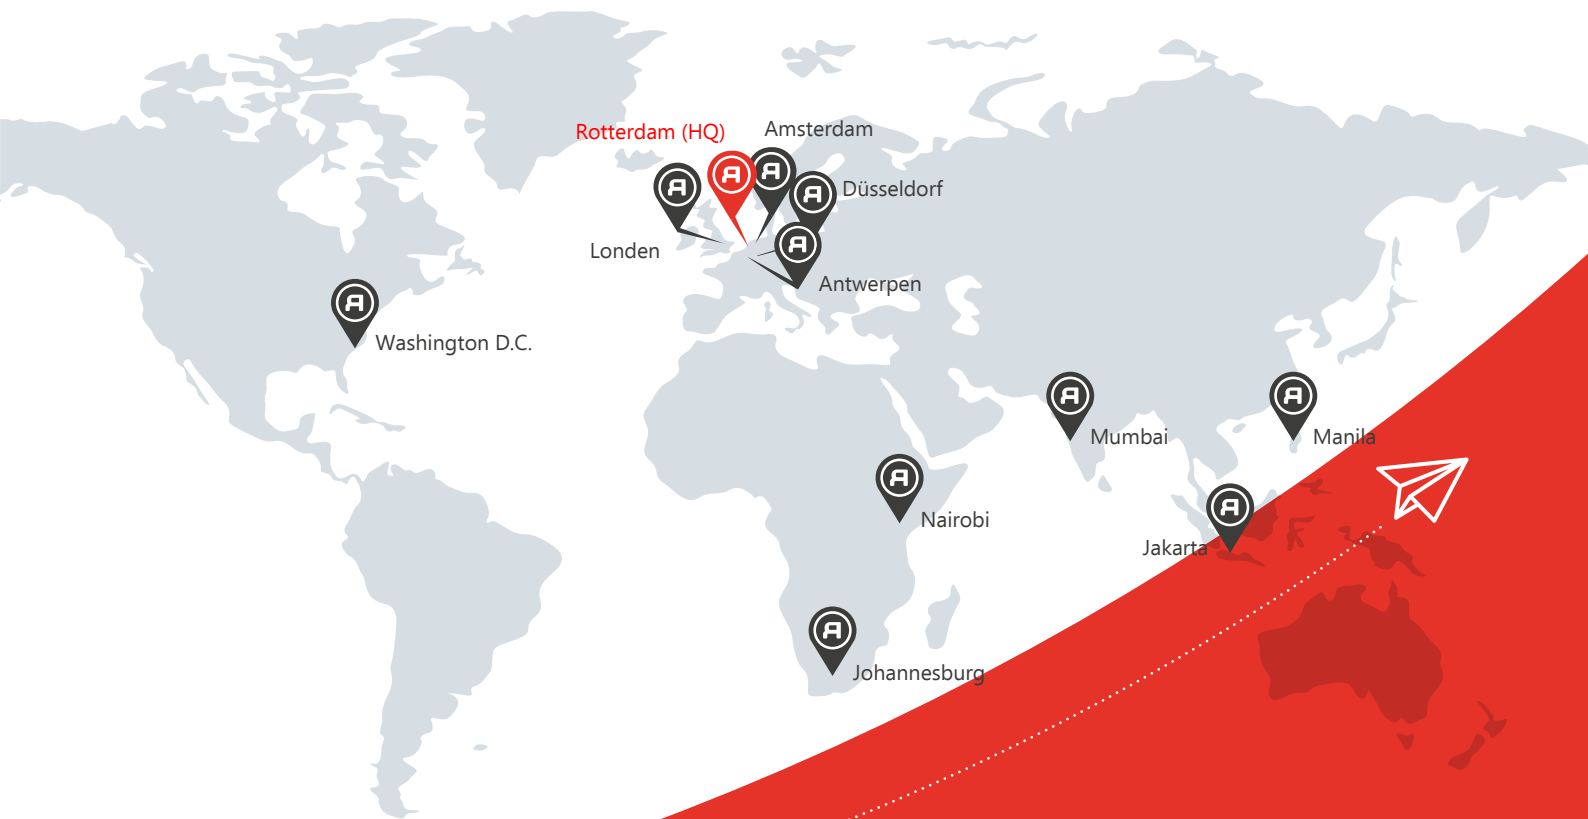 Rotterdam (HQ)
Amsterdam
Düsseldorf
Londen
Antwerpen
Washington D.C.
Mumbai
Manila
Nairobi
Jakarta
Johannesburg